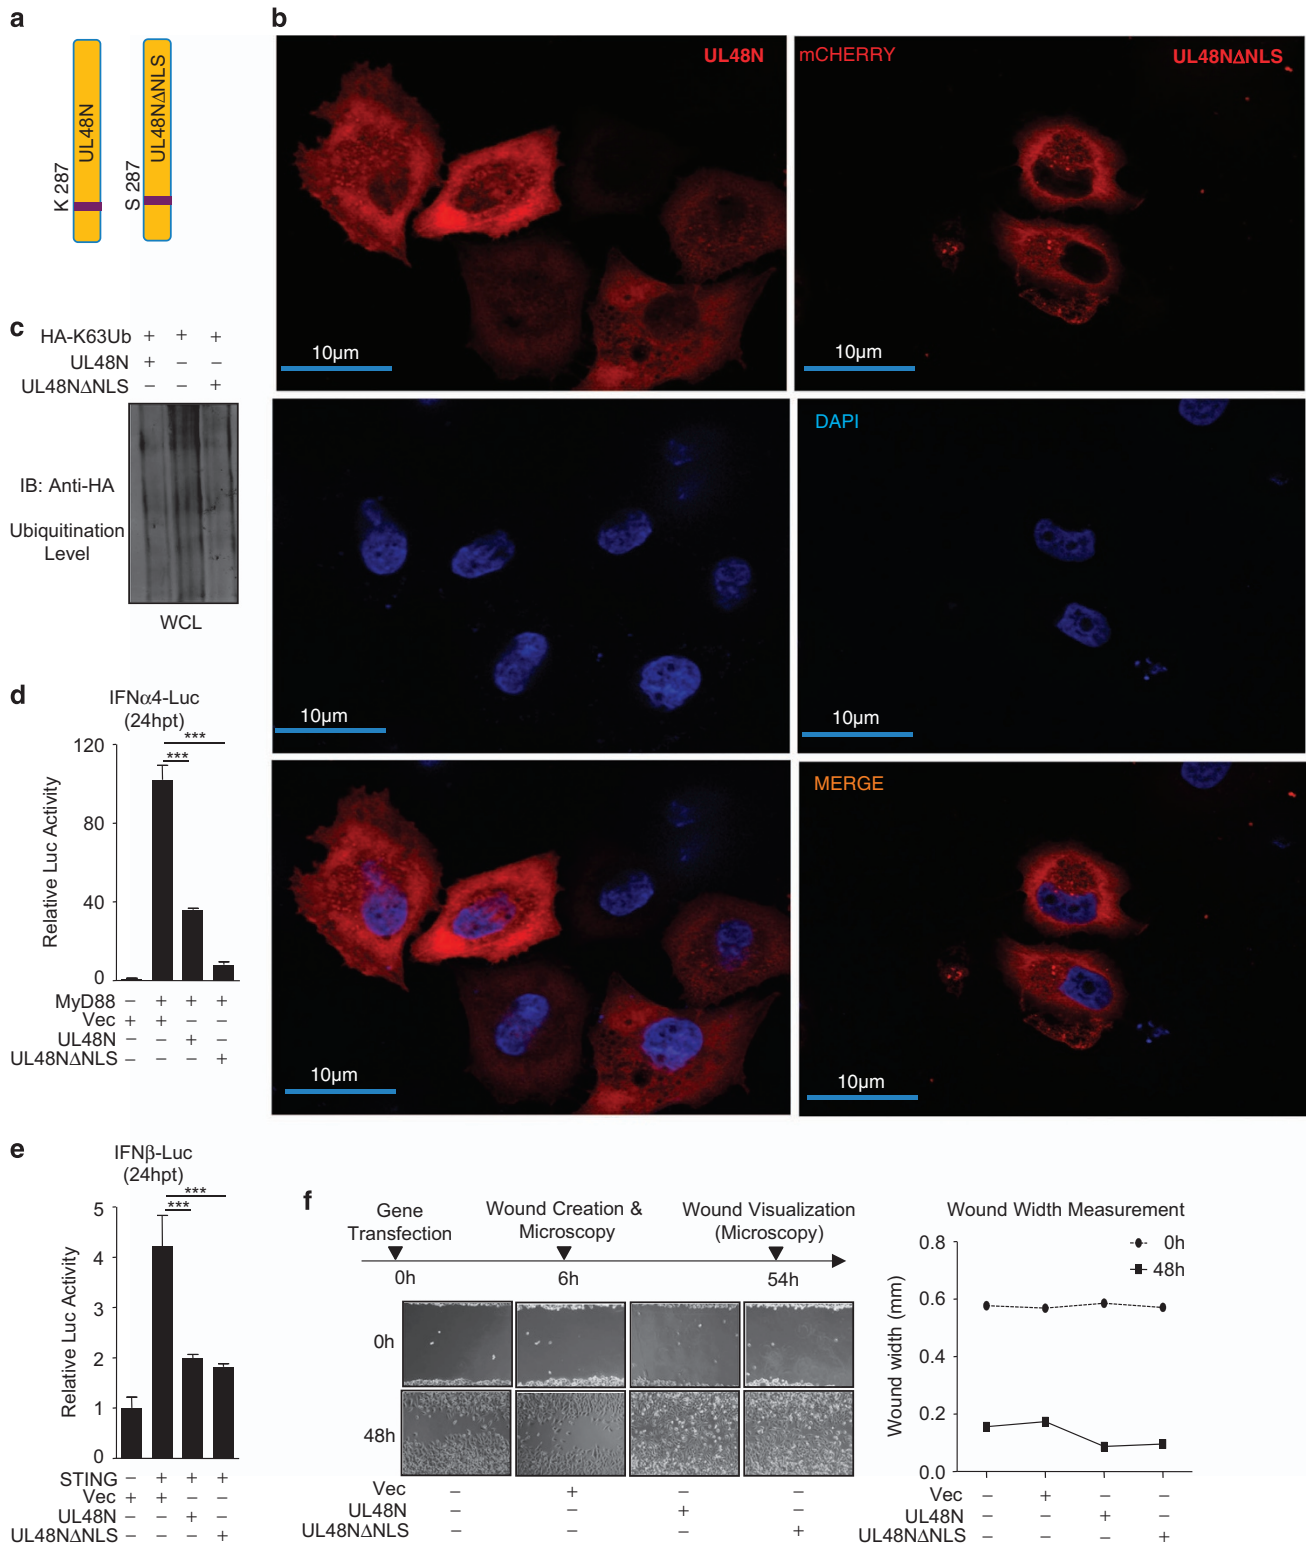 a
K 287
UL48N
S 287
UL48NΔNLS
b
UL48N
mCHERRY
UL48NΔNLS
10µm
10µm
DAPI
10µm
10µm
MERGE
10µm
10µm
c
HA-K63Ub + + +
UL48N + – –
UL48NΔNLS – – +
IB: Anti-HA
Ubiquitination
Level
WCL
d
IFNα4-Luc
(24hpt)
Relative Luc Activity
120
80
40
0
***
***
MyD88 – + + +
Vec + + – –
UL48N – – + –
UL48NΔNLS – – – +
e
IFNβ-Luc
(24hpt)
Relative Luc Activity
5
4
3
2
1
0
***
***
STING – + + +
Vec + + – –
UL48N – – + –
UL48NΔNLS – – – +
f
Gene
Transfection
Wound Creation &
Microscopy
Wound Visualization
(Microscopy)
0h
6h
54h
0h
48h
Vec – + – –
UL48N – – + –
UL48NΔNLS – – – +
Wound Width Measurement
0h
48h
Wound width (mm)
0.8
0.6
0.4
0.2
0.0
Vec – + – –
UL48N – – + –
UL48NΔNLS – – – +